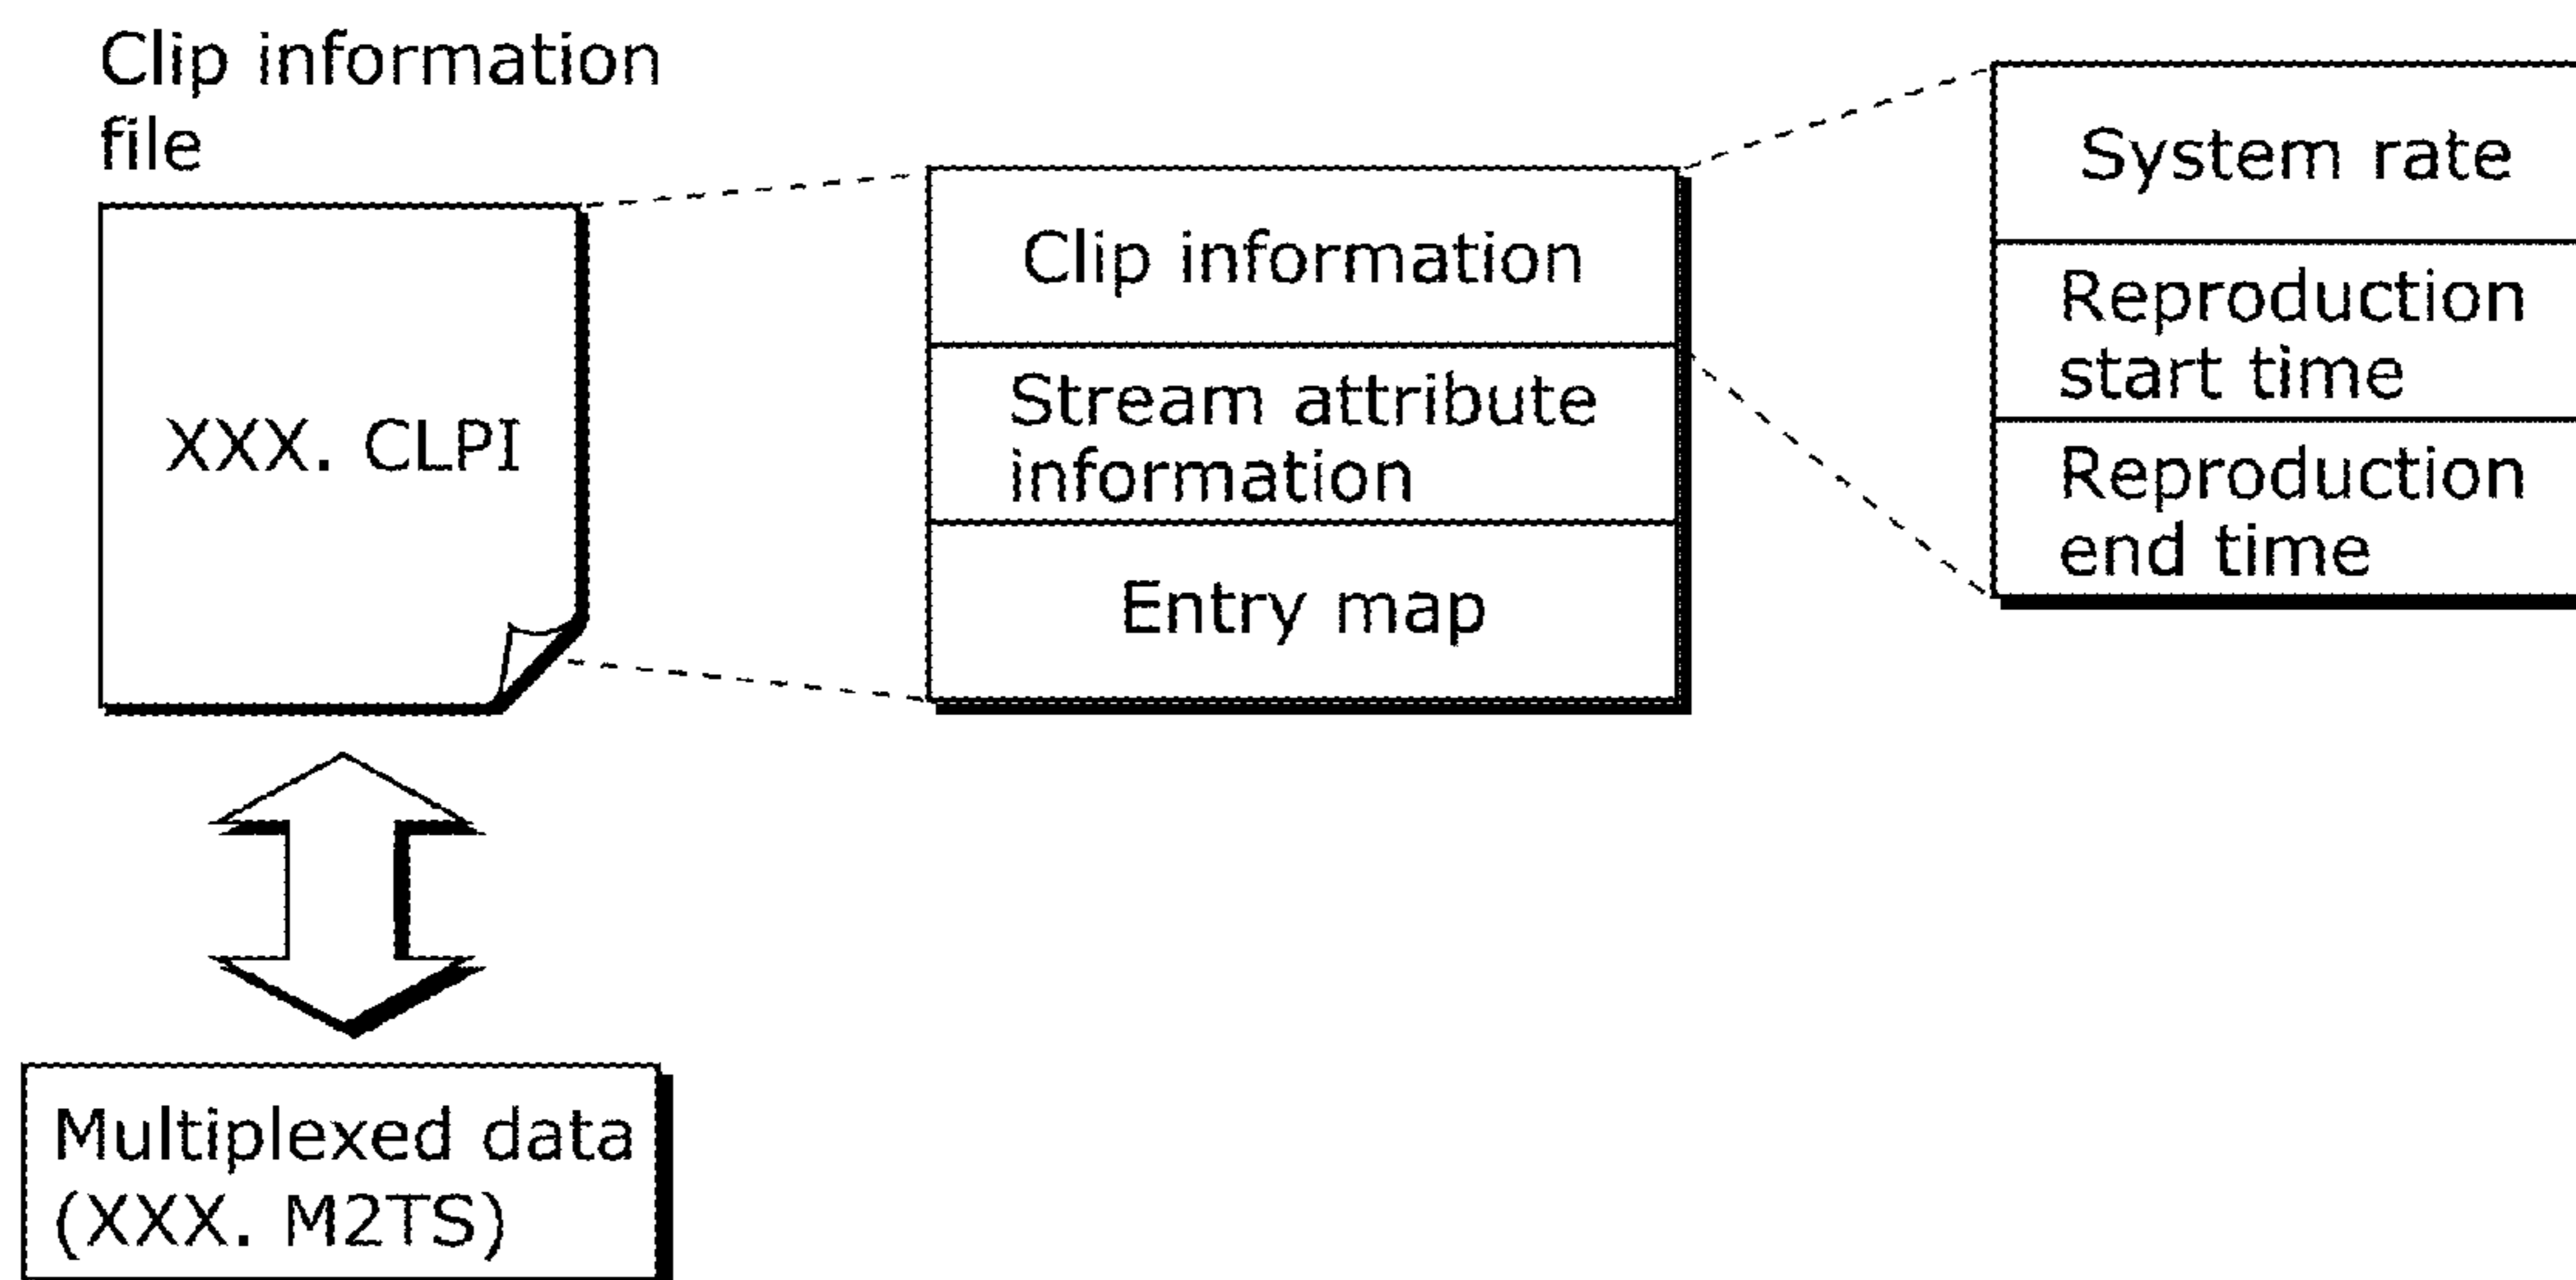 Clip information
file
XXX. CLPI
Clip information
Stream attribute
information
Entry map
System rate
Reproduction
start time
Reproduction
end time
Multiplexed data
(XXX. M2TS)